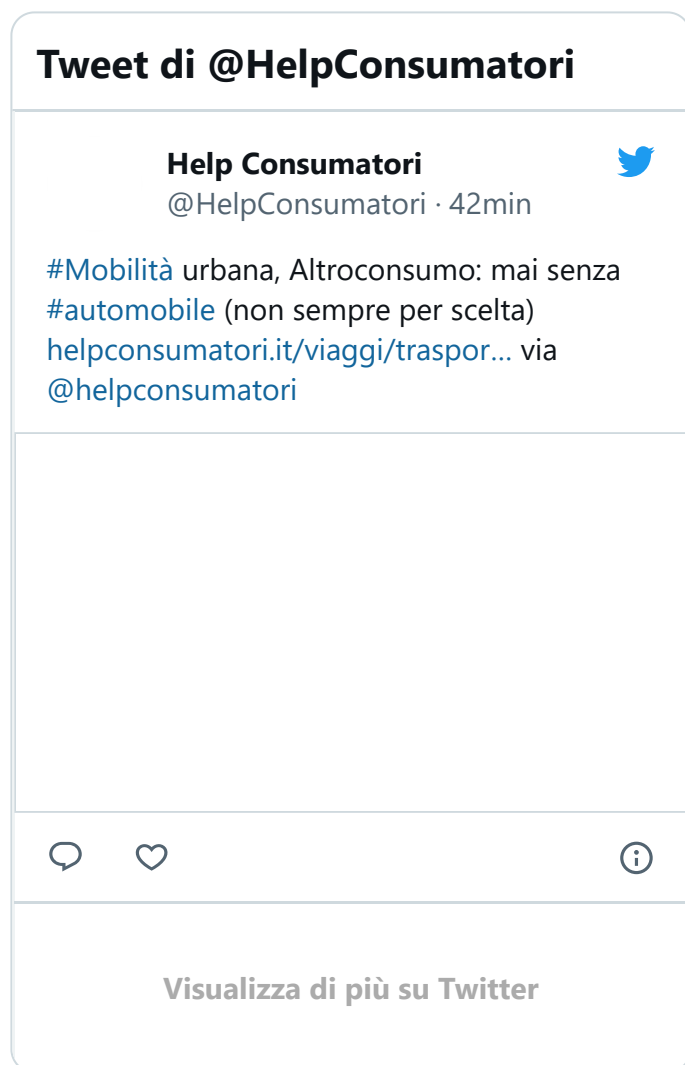 Tweet di @HelpConsumatori
Help Consumatori
@HelpConsumatori · 42min
#Mobilità urbana, Altroconsumo: mai senza
#automobile (non sempre per scelta)
helpconsumatori.it/viaggi/traspor… via
@helpconsumatori
Visualizza di più su Twitter